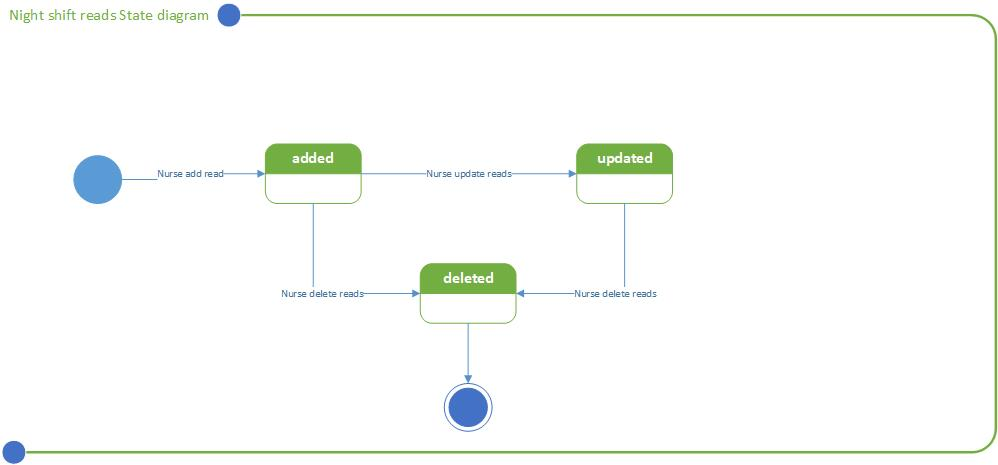 Night shift reads State diagram
added
updated
Nurse add read
Nurse update reads
deleted
Nurse delete reads
Nurse delete reads